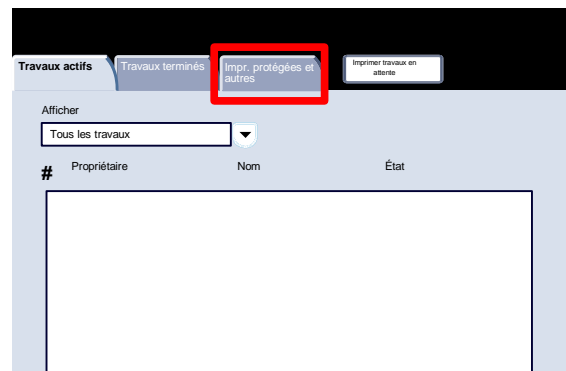 Travaux actifs
Travaux terminés
Impr. protégées et
autres
Imprimer travaux en
attente
Afficher
Tous les travaux
# Propriétaire Nom État